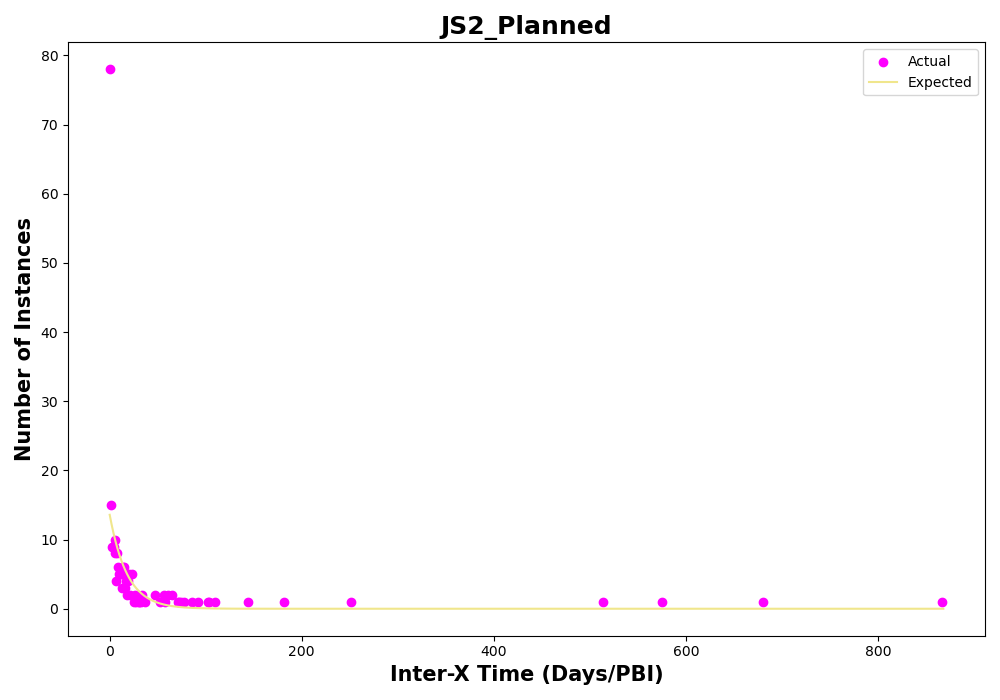 JS2_Planned
Actual
Expected
80
70
60
50
40
30
20
10
0
Number of Instances
0 200 400 600 800
Inter-X Time (Days/PBI)